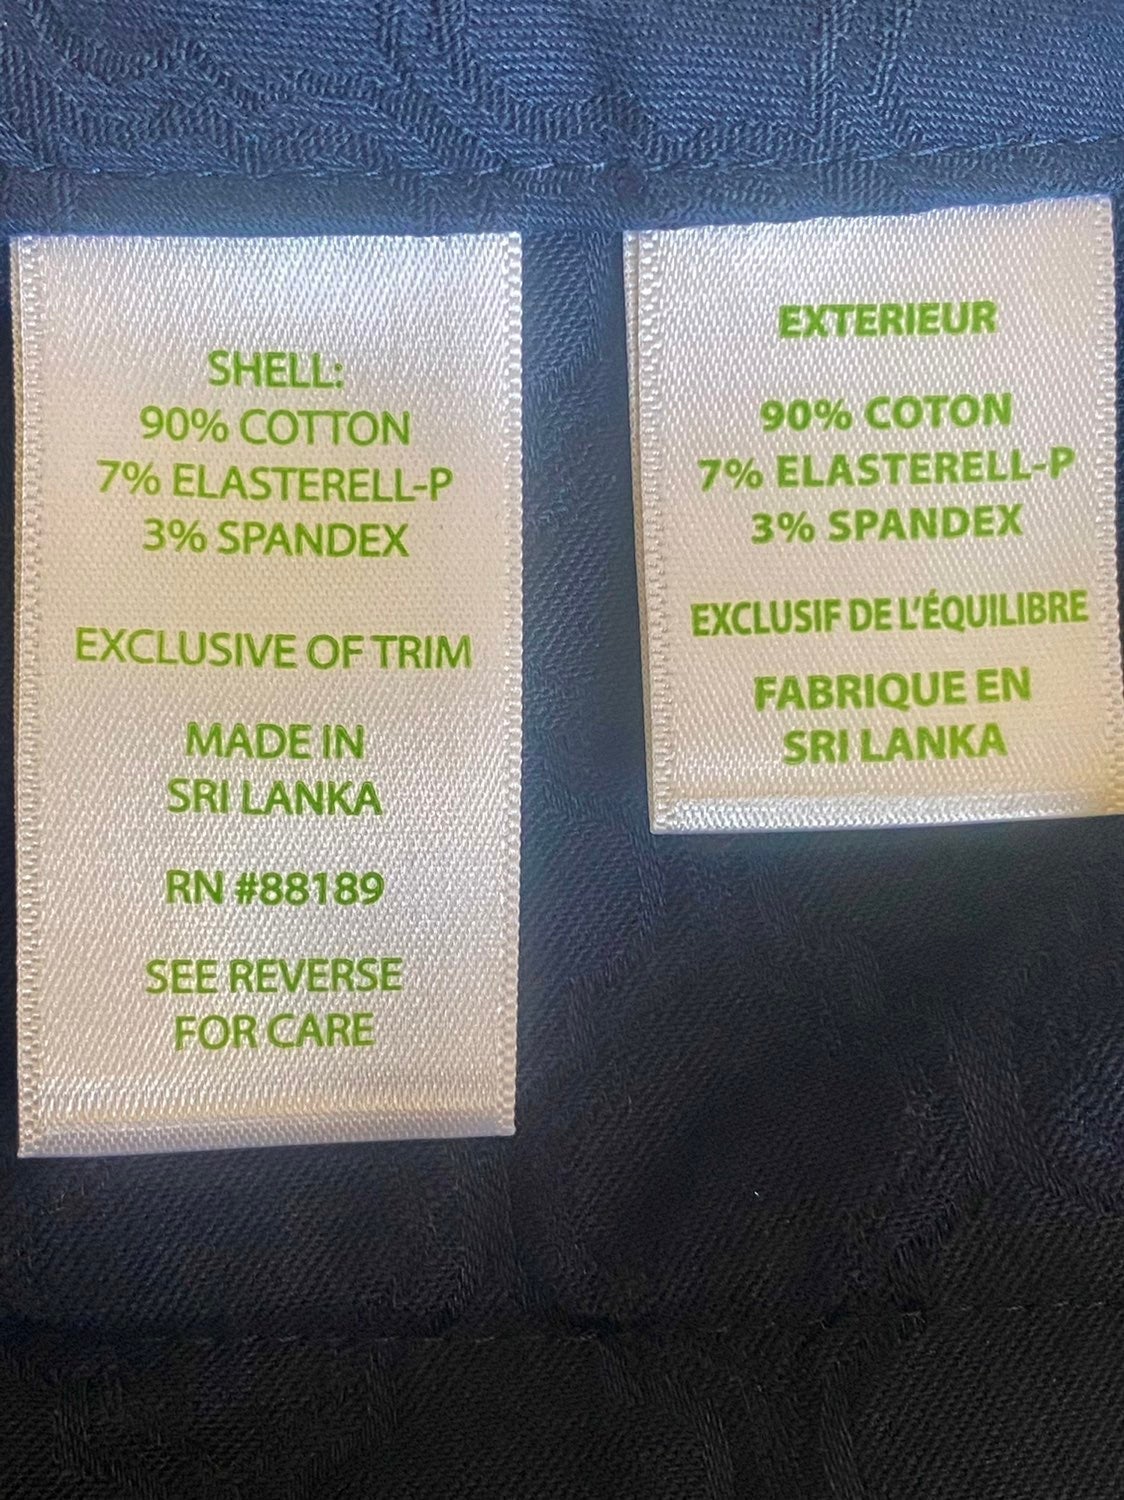 SHELL:
90% COTTON
7% ELASTERELL-P
3% SPANDEX
EXCLUSIVE OF TRIM
MADE IN
SRI LANKA
RN #88189
SEE REVERSE
FOR CARE
EXTERIEUR
90% COTON
7% ELASTERELL-P
3% SPANDEX
EXCLUSIF DE L'ÉQUILIBRE
FABRIQUE EN
SRI LANKA